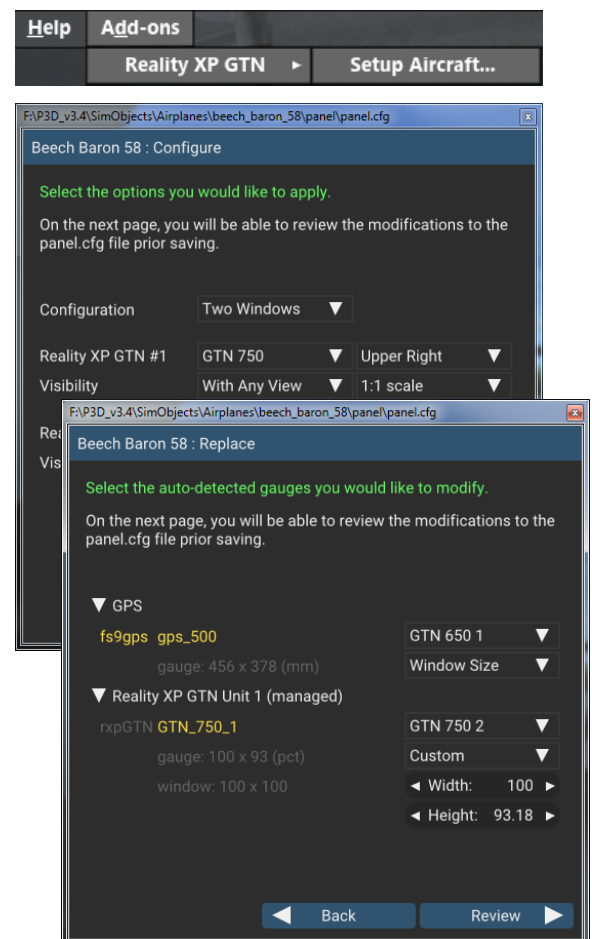 Help Add-ons
Reality XP GTN Setup Aircraft...
F:\P3D_v3.4\SimObjects\Airplanes\beech_baron_58\panel\panel.cfg
Beech Baron 58 : Configure
Select the options you would like to apply.
On the next page, you will be able to review the modifications to the
panel.cfg file prior saving.
Configuration Two Windows
Reality XP GTN #1 GTN 750 Upper Right
Visibility With Any View 1:1 scale
Rea
Vis
F:\P3D_v3.4\SimObjects\Airplanes\beech_baron_58\panel\panel.cfg
Beech Baron 58 : Replace
Select the auto-detected gauges you would like to modify.
On the next page, you will be able to review the modifications to the
panel.cfg file prior saving.
GPS
fs9gps gps_500 GTN 650 1
gauge: 456 x 378 (mm) Window Size
Reality XP GTN Unit 1 (managed)
rxpGTN GTN_750_1 GTN 750 2
gauge: 100 x 93 (pct) Custom
window: 100 x 100 Width: 100
Height: 93.18
Back Review